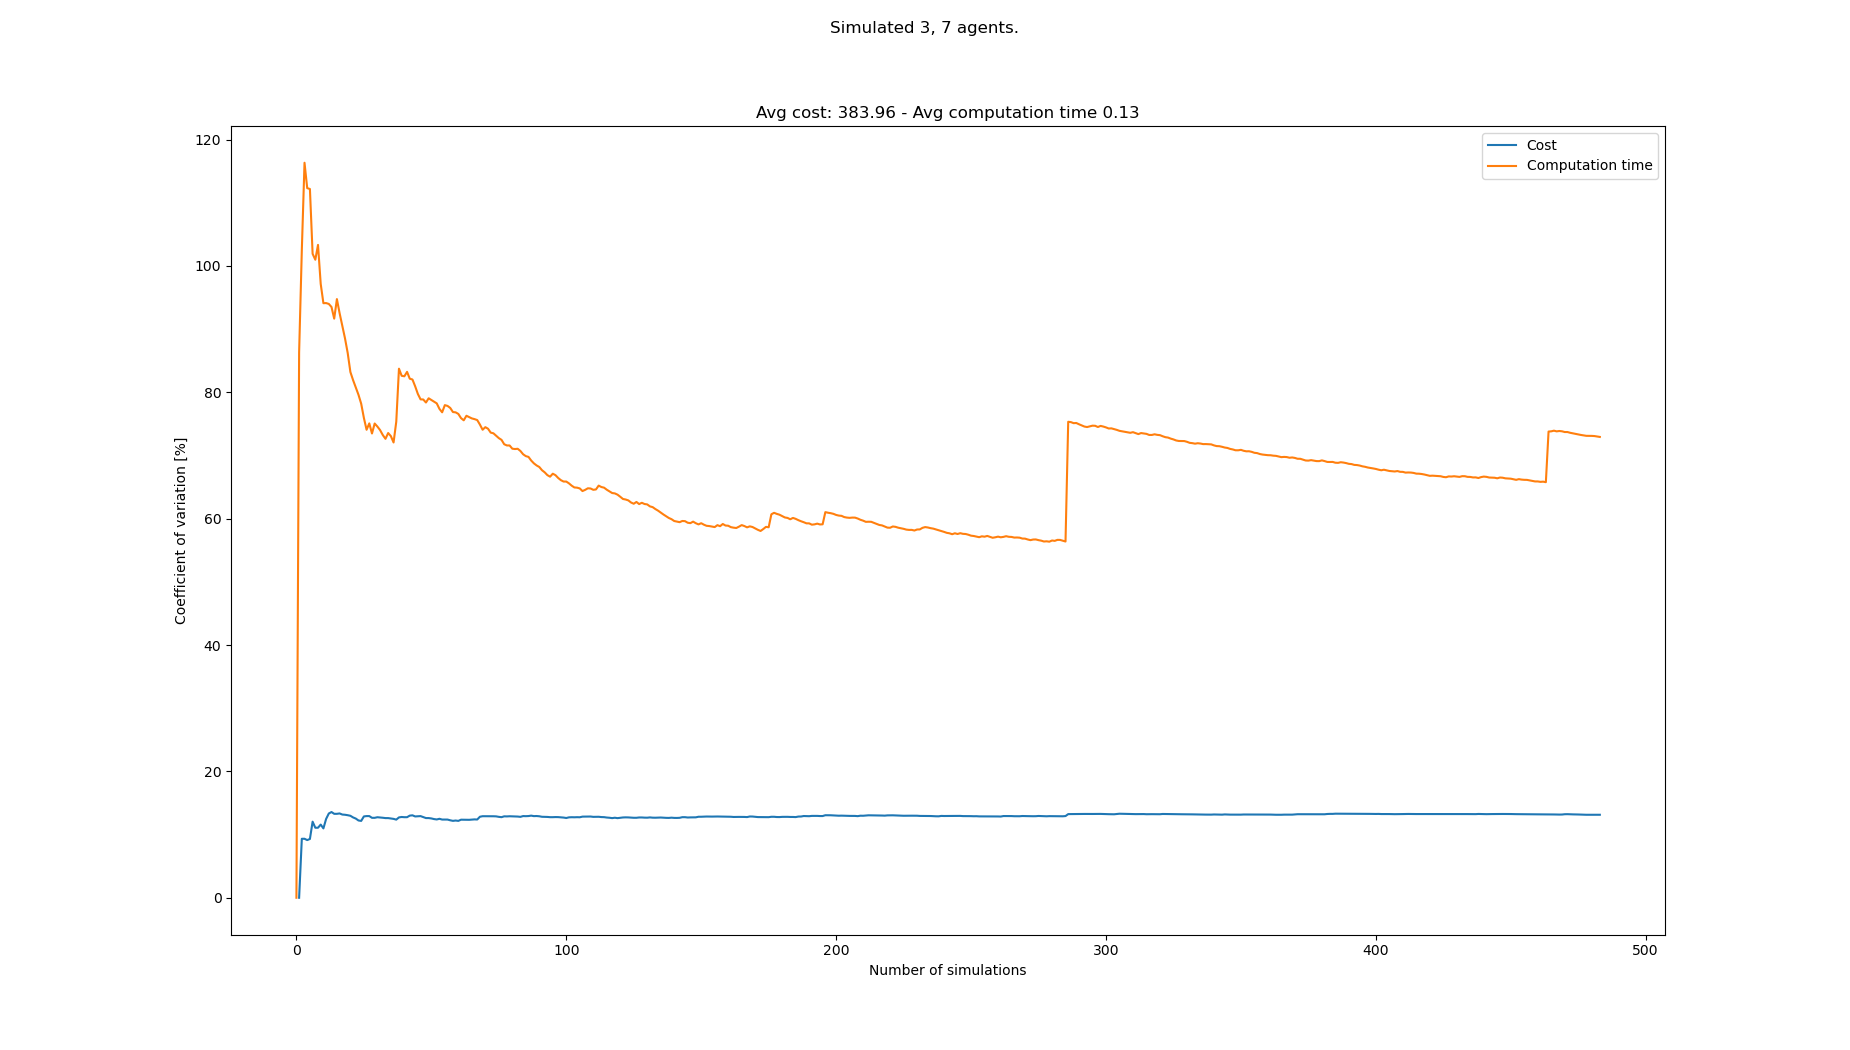 Simulated 3, 7 agents.
Avg cost: 383.96 - Avg computation time 0.13
Cost
Computation time
120
100
80
60
40
20
0
Coefficient of variation [%]
0 100 200 300 400 500
Number of simulations